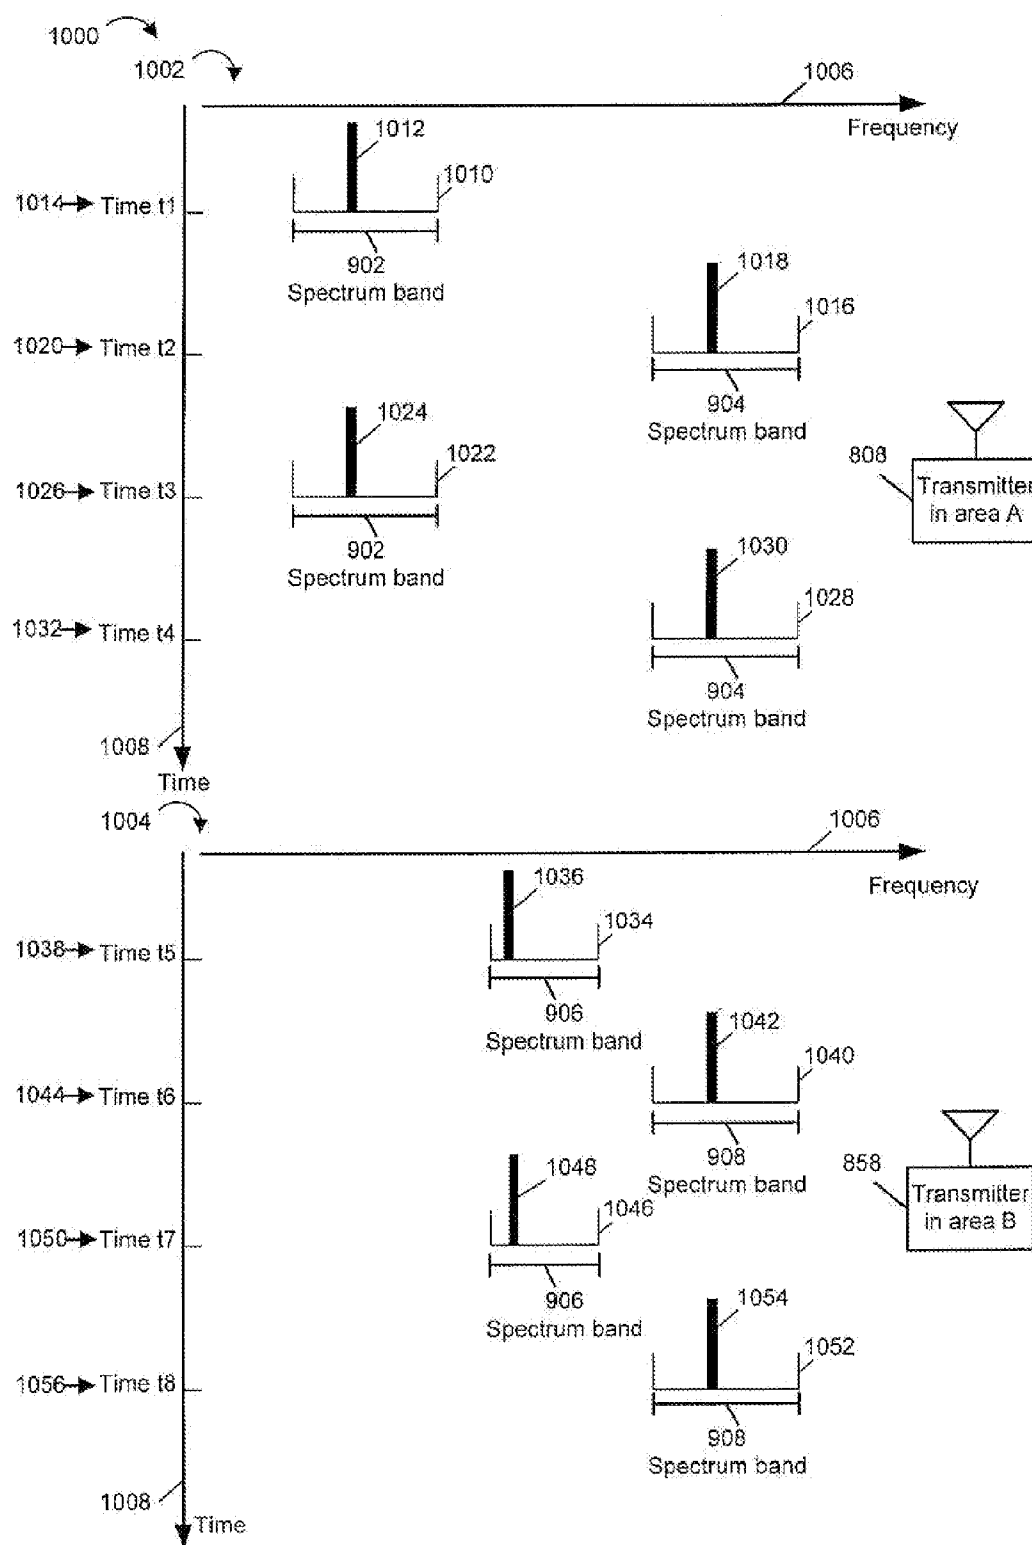 1000
1002
1006
Frequency
1012
1010
1014 Time t1
902
Spectrum band
1018
1016
1020 Time t2
904
Spectrum band
1024
1022
1026 Time t3
902
Spectrum band
808
Transmitter
in area A
1030
1028
1032 Time t4
904
Spectrum band
1008
Time
1004
1006
Frequency
1036
1034
1038 Time t5
906
Spectrum band
1042
1040
1044 Time t6
908
Spectrum band
858
Transmitter
in area B
1048
1046
1050 Time t7
906
Spectrum band
1054
1052
1056 Time t8
908
Spectrum band
1008
Time